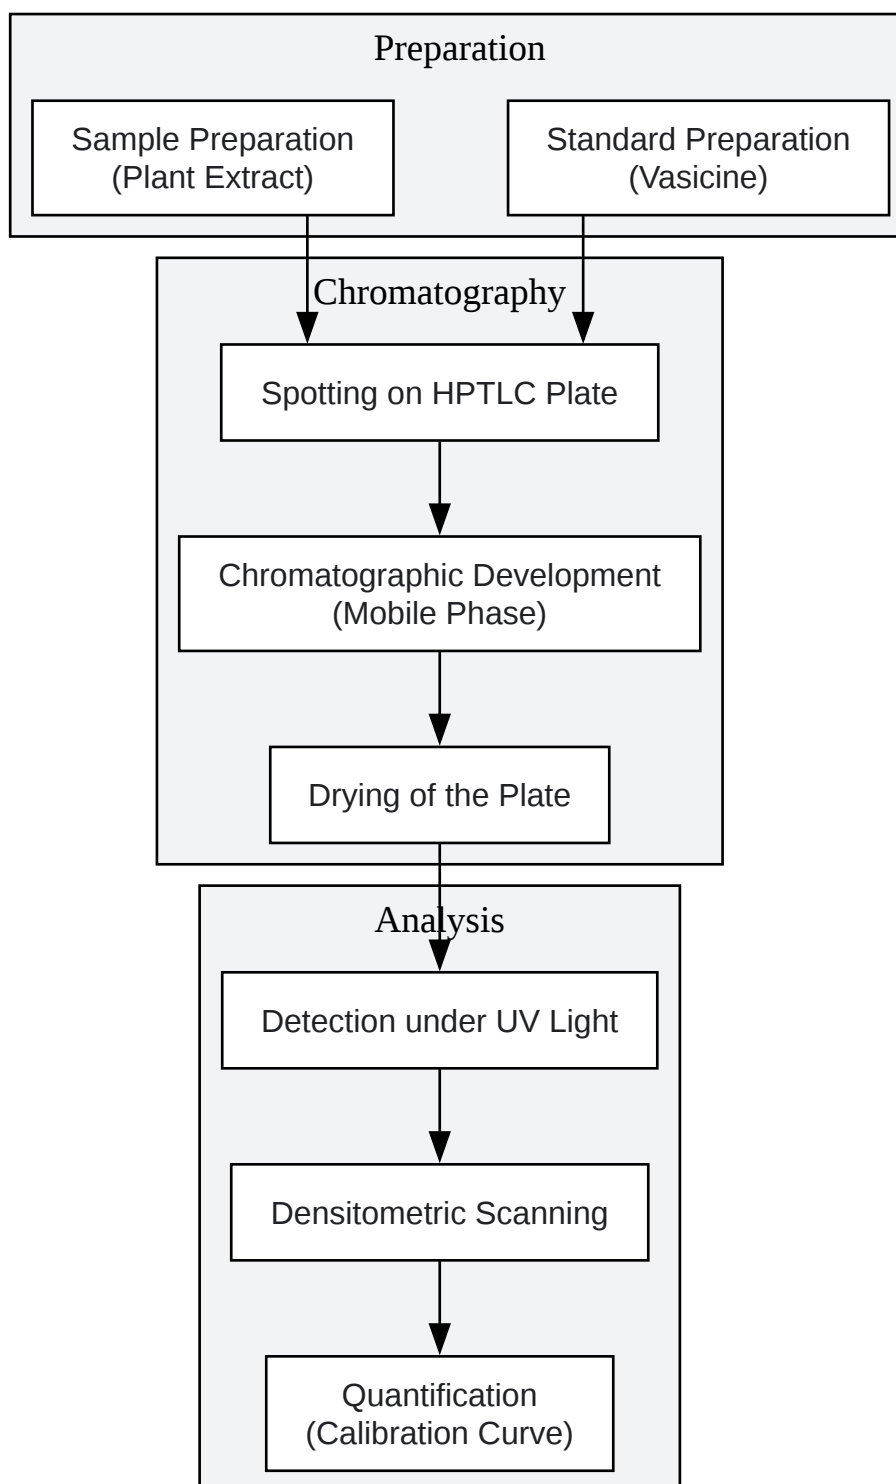 Preparation
Sample Preparation
(Plant Extract)
Standard Preparation
(Vasicine)
Chromatography
Spotting on HPTLC Plate
Chromatographic Development
(Mobile Phase)
Drying of the Plate
Analysis
Detection under UV Light
Densitometric Scanning
Quantification
(Calibration Curve)